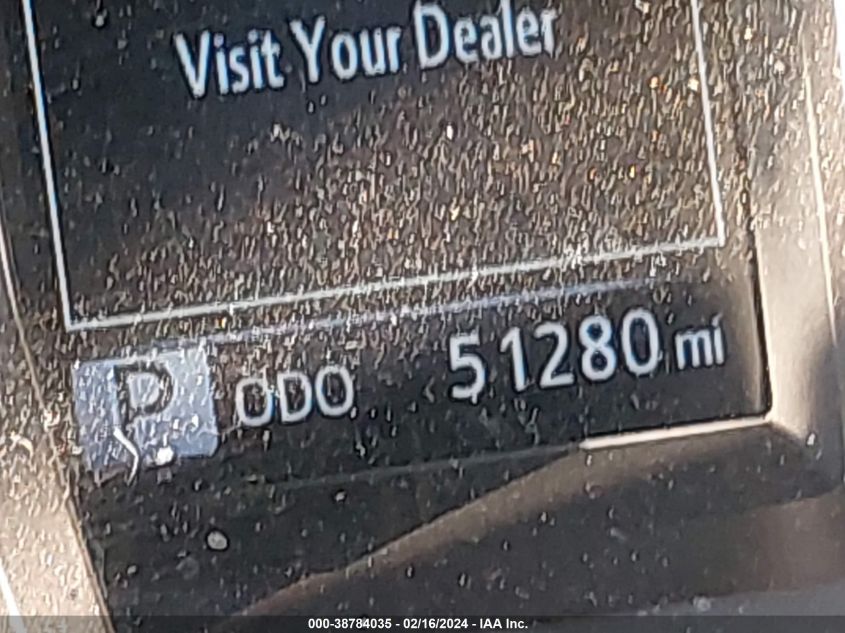 Visit Your Dealer
P ODO 51280 mi
000-38784035 - 02/16/2024 - IAA Inc.